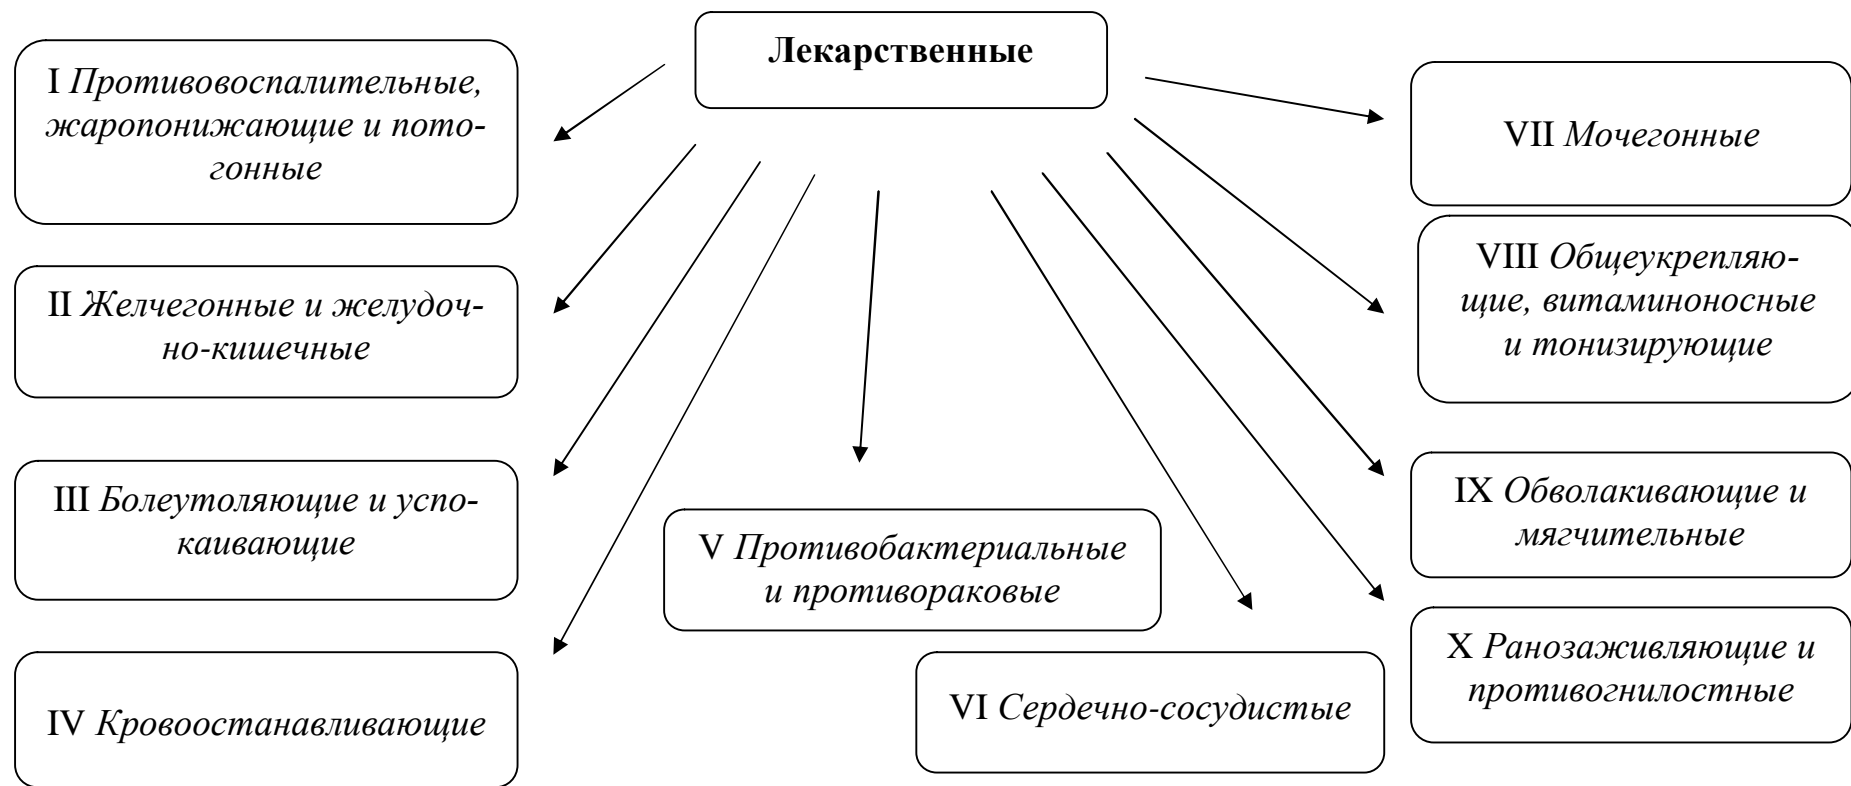 Лекарственные
I Противовоспалительные,
жаропонижающие и пото-
гонные
II Желчегонные и желудоч-
но-кишечные
III Болеутоляющие и успо-
каивающие
IV Кровоостанавливающие
V Противобактериальные
и противораковые
VI Сердечно-сосудистые
VII Мочегонные
VIII Общеукрепляю-
щие, витаминоносные
и тонизирующие
IX Обволакивающие и
мягчительные
X Ранозаживляющие и
противогнилостные